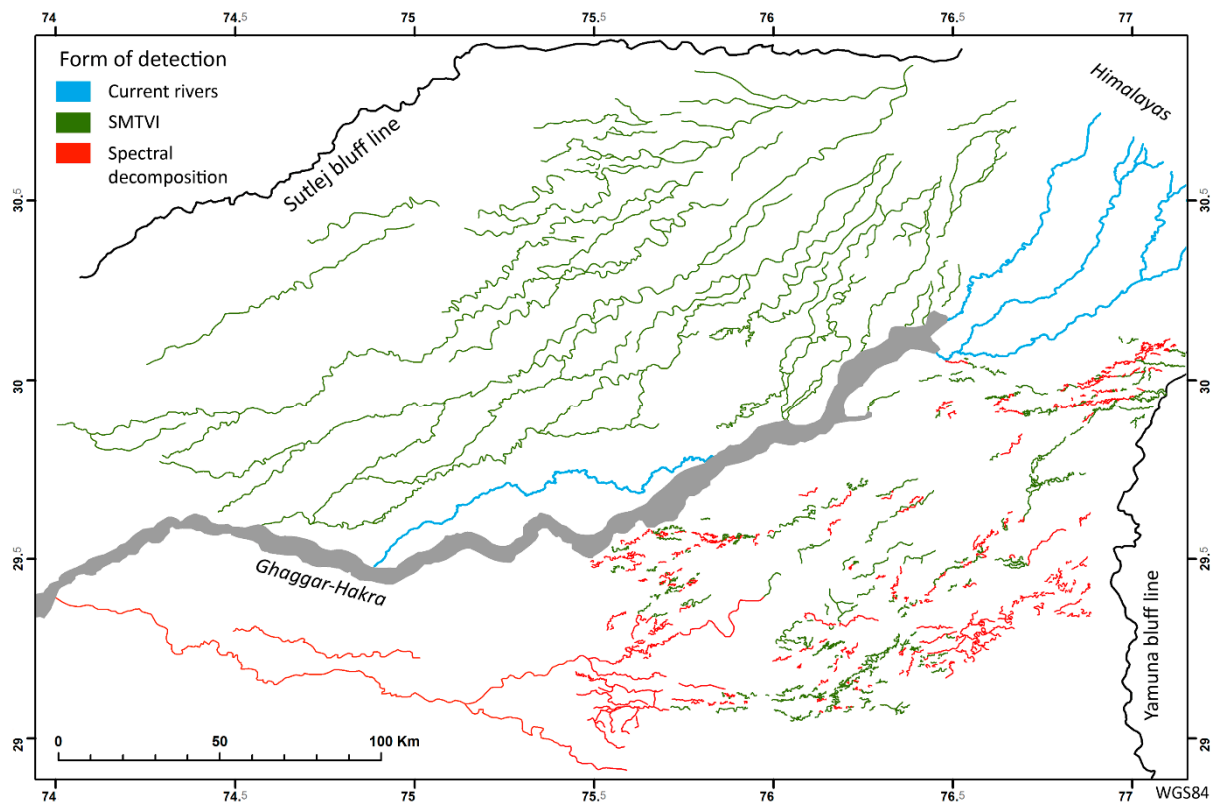 74 74.5 75 75.5 76 76.5 77
Form of detection
Current rivers
SMTVI
Spectral
decomposition
Himalayas
Sutlej bluff line
30.5 30.5
30 30
29.5 29.5
Ghaggar-Hakra
Yamuna bluff line
29 29
0 50 100 Km
74 74.5 75 75.5 76 76.5 77
WGS84